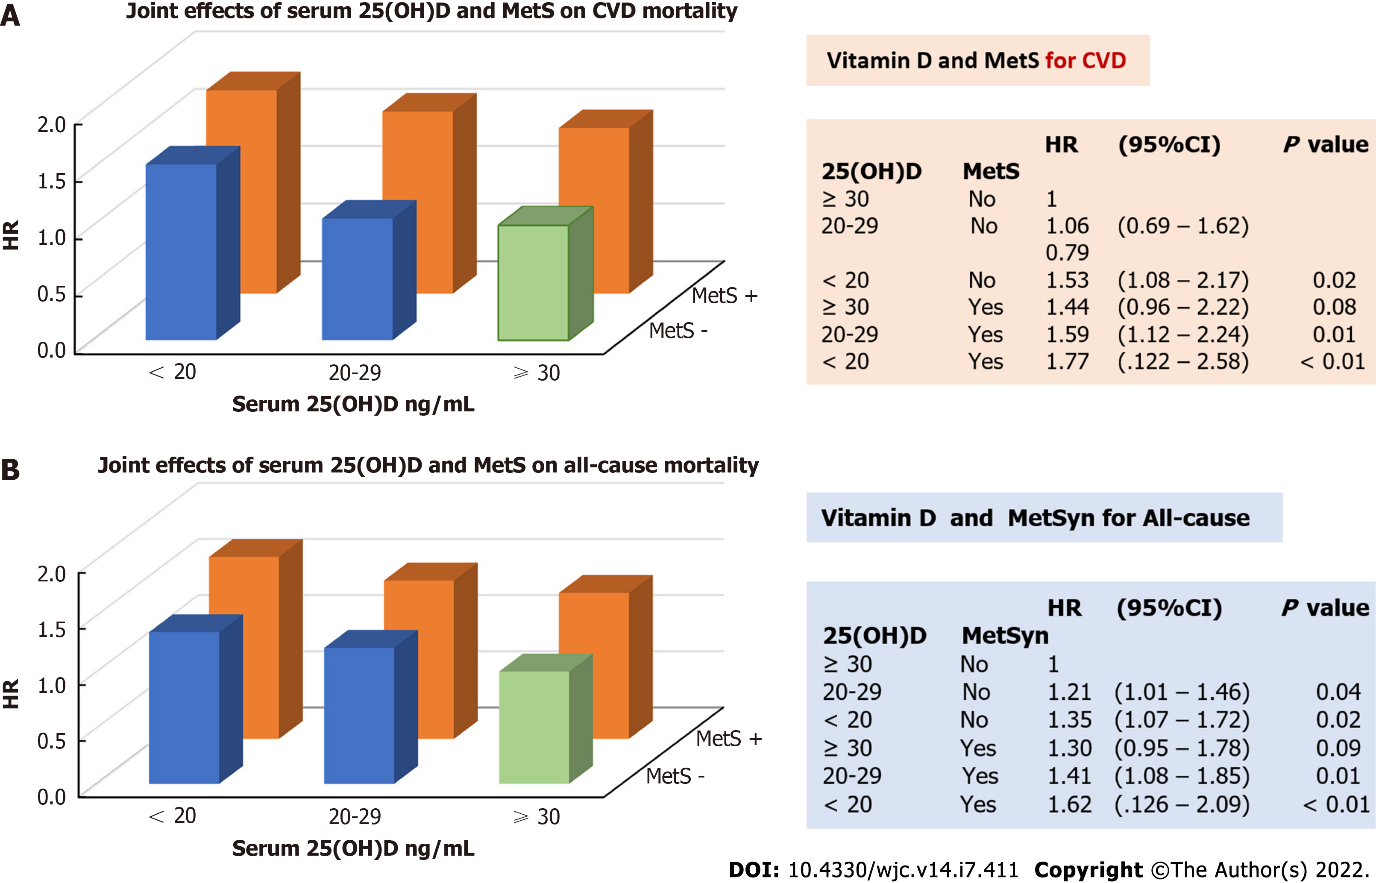 A
Joint effects of serum 25(OH)D and MetS on CVD mortality
2.0
1.5
1.0
0.5
0.0
HR
MetS +
MetS -
< 20
20-29
⩾ 30
Serum 25(OH)D ng/mL
Vitamin D and MetS for CVD
HR (95%CI) P value
25(OH)D MetS
≥ 30 No 1
20-29 No 1.06 (0.69 – 1.62)
0.79
< 20 No 1.53 (1.08 – 2.17) 0.02
≥ 30 Yes 1.44 (0.96 – 2.22) 0.08
20-29 Yes 1.59 (1.12 – 2.24) 0.01
< 20 Yes 1.77 (.122 – 2.58) < 0.01
B
Joint effects of serum 25(OH)D and MetS on all-cause mortality
2.0
1.5
1.0
0.5
0.0
HR
MetS +
MetS -
< 20
20-29
⩾ 30
Serum 25(OH)D ng/mL
Vitamin D and MetSyn for All-cause
HR (95%CI) P value
25(OH)D MetSyn
≥ 30 No 1
20-29 No 1.21 (1.01 – 1.46) 0.04
< 20 No 1.35 (1.07 – 1.72) 0.02
≥ 30 Yes 1.30 (0.95 – 1.78) 0.09
20-29 Yes 1.41 (1.08 – 1.85) 0.01
< 20 Yes 1.62 (.126 – 2.09) < 0.01
DOI: 10.4330/wjc.v14.i7.411 Copyright ©The Author(s) 2022.